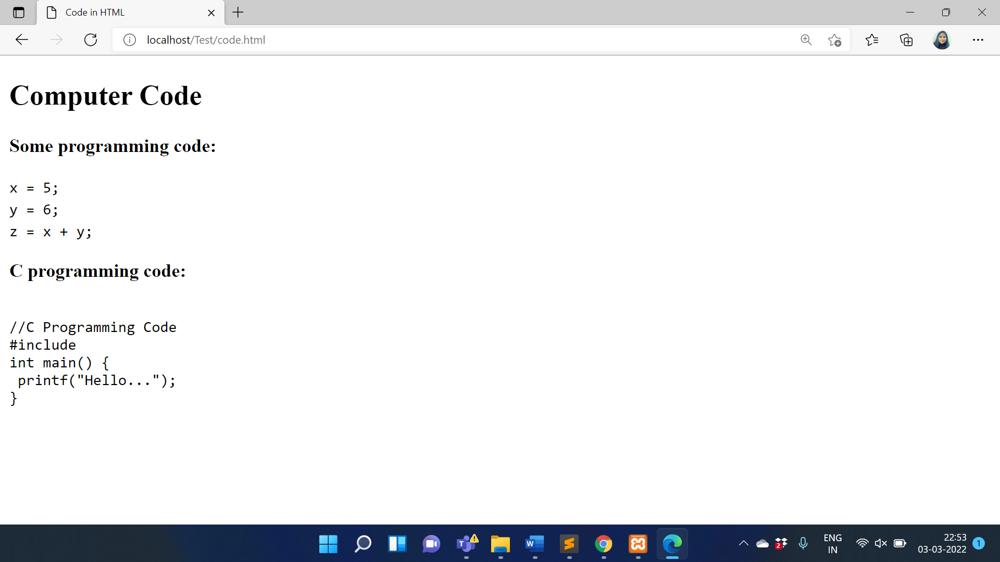 Code in HTML
localhost/Test/code.html
Computer Code
Some programming code:
x = 5;
y = 6;
z = x + y;
C programming code:
//C Programming Code
#include
int main() {
 printf("Hello...");
}
T
W
2
ENG
IN
22:53
03-03-2022
1